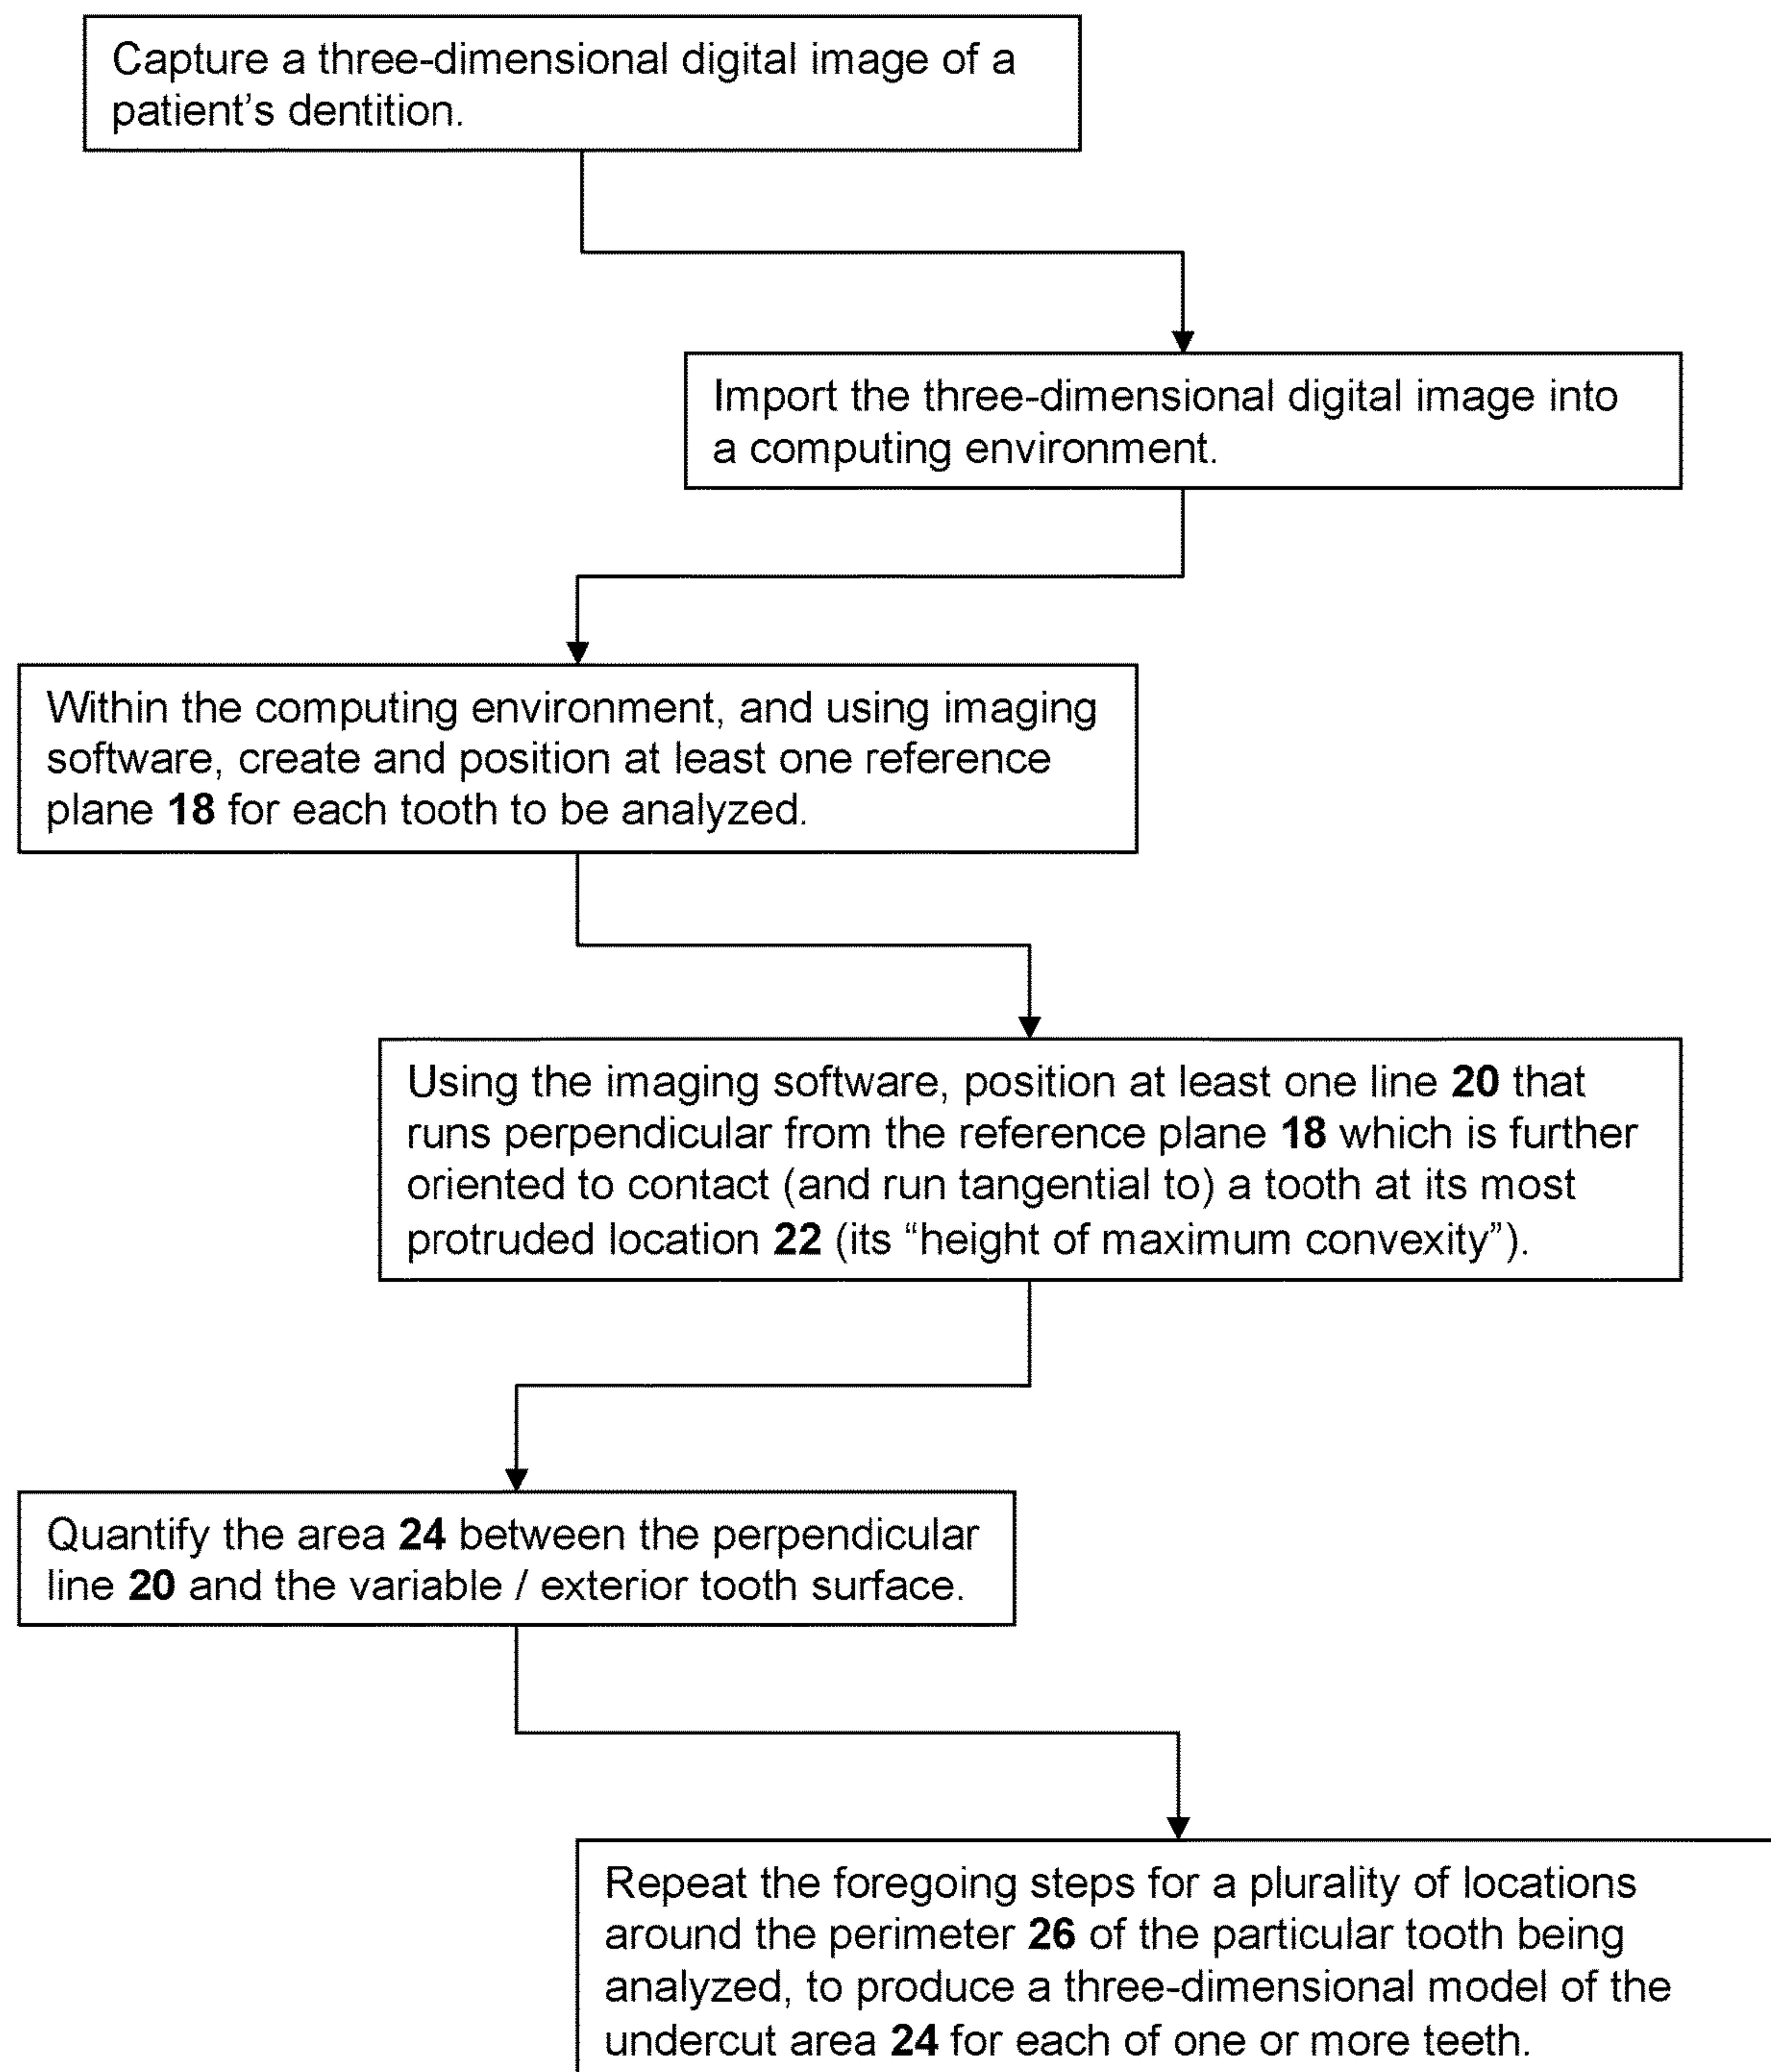 Capture a three-dimensional digital image of a
patient’s dentition.
Import the three-dimensional digital image into
a computing environment.
Within the computing environment, and using imaging
software, create and position at least one reference
plane 18 for each tooth to be analyzed.
Using the imaging software, position at least one line 20 that
runs perpendicular from the reference plane 18 which is further
oriented to contact (and run tangential to) a tooth at its most
protruded location 22 (its “height of maximum convexity”).
Quantify the area 24 between the perpendicular
line 20 and the variable / exterior tooth surface.
Repeat the foregoing steps for a plurality of locations
around the perimeter 26 of the particular tooth being
analyzed, to produce a three-dimensional model of the
undercut area 24 for each of one or more teeth.